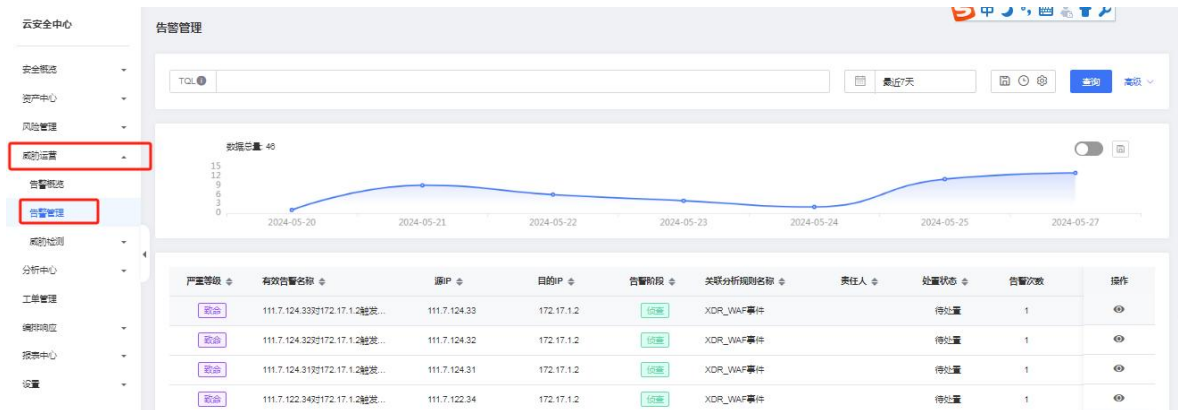 云安全中心
安全概览
资产中心
风险管理
威胁运营
告警概览
告警管理
威胁检测
分析中心
工单管理
编排响应
报表中心
设置
告警管理
中
TQL
最近7天
查询
高级
数据总量: 46
15
12
9
6
3
0
2024-05-20 2024-05-21 2024-05-22 2024-05-23 2024-05-24 2024-05-25 2024-05-27
严重等级 有效告警名称 源IP 目的IP 告警阶段 关联分析规则名称 责任人 处置状态 告警次数 操作
致命 111.7.124.33对172.17.1.2触发... 111.7.124.33 172.17.1.2 侦查 XDR_WAF事件 待处置 1
致命 111.7.124.32对172.17.1.2触发... 111.7.124.32 172.17.1.2 侦查 XDR_WAF事件 待处置 1
致命 111.7.124.31对172.17.1.2触发... 111.7.124.31 172.17.1.2 侦查 XDR_WAF事件 待处置 1
致命 111.7.122.34对172.17.1.2触发... 111.7.122.34 172.17.1.2 侦查 XDR_WAF事件 待处置 1